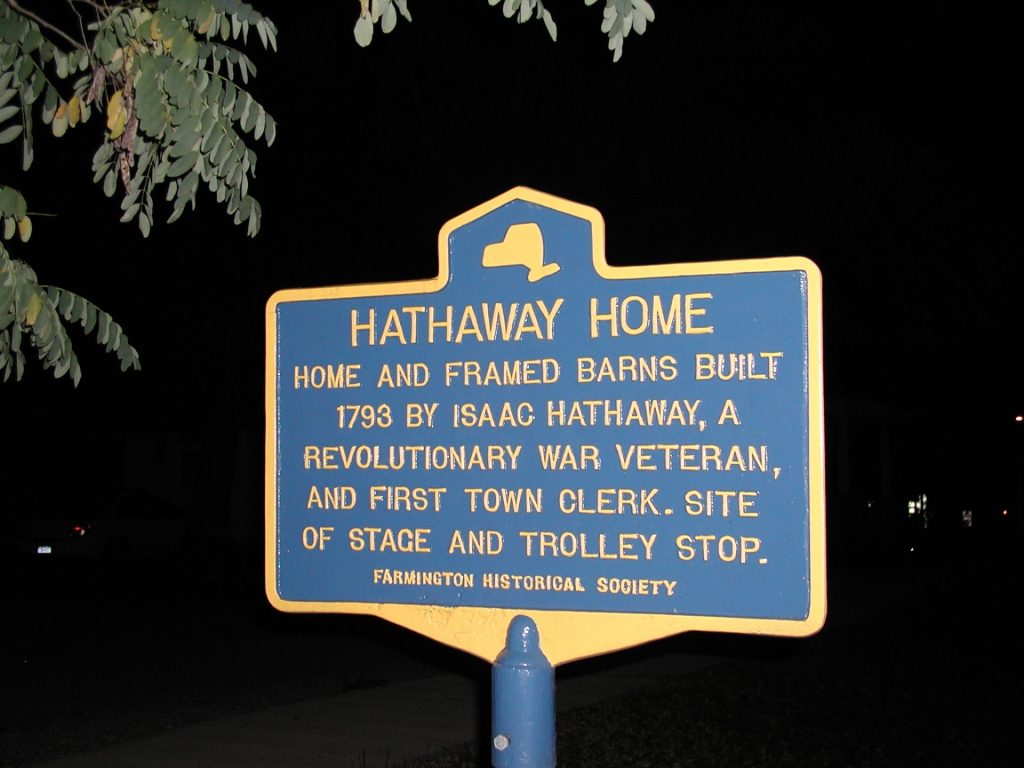 HATHAWAY HOME
HOME AND FRAMED BARNS BUILT
1793 BY ISAAC HATHAWAY, A
REVOLUTIONARY WAR VETERAN,
AND FIRST TOWN CLERK. SITE
OF STAGE AND TROLLEY STOP.
FARMINGTON HISTORICAL SOCIETY